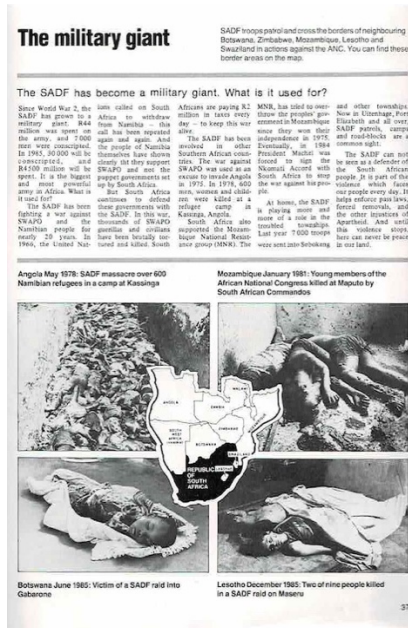 The military giant
SADF troops patrol and cross the borders of neighbouring
Botswana, Zimbabwe, Mozambique, Lesotho and
Swaziland in actions against the ANC. You can find these
border areas on the map.
The SADF has become a military giant. What is it used for?
Since World War 2, the
SADF has grown to a
military giant. R44
million was spent on
the army, and 7 000
men were conscripted.
In 1985, 30 000 will be
conscripted, and
R4 500 million will be
spent. It is the biggest
and most powerful
army in Africa. What is
it used for?
The SADF has been
fighting a war against
SWAPO and the
Namibian people for
nearly 20 years. In
1966, the United Nat-
ions called on South
Africa to withdraw
from Namibia – this
call has been repeated
again and again. And
the people of Namibia
themselves have shown
clearly that they support
SWAPO and not the
puppet government set
up by South Africa.
But South Africa
continues to defend
these governments with
the SADF. In this war,
thousands of SWAPO
guerillas and civilians
have been brutally tor-
tured and killed. South
Africans are paying R2
million in taxes every
day – to keep this war
alive.
The SADF has been
involved in other
Southern African coun-
tries. The war against
SWAPO was used as an
excuse to invade Angola
in 1975. In 1978, 600
men, women and child-
ren were killed at a
refugee camp in
Kassinga, Angola.
South Africa also
supported the Mozam-
bique National Resist-
ance group (MNR). The
MNR, has tried to over-
throw the peoples' gov-
ernment in Mozambique
since they won their
independence in 1975.
Eventually, in 1984
President Machel was
forced to sign the
Nkomati Accord with
South Africa to stop
the war against his peo-
ple.
At home, the SADF
is playing more and
more of a role in the
troubled townships.
Last year 7 000 troops
were sent into Sebokeng
and other townships.
Now in Uitenhage, Port
Elizabeth and all over,
SADF patrols, camps
and road-blocks are a
common sight.
The SADF can not
be seen as a defender of
the South African
people. It is part of the
violence which faces
our people every day. It
helps enforce pass laws,
forced removals, and
the other injustices of
Apartheid. And until
this violence stops,
there can never be peace
in our land.
Angola May 1978: SADF massacre over 600
Namibian refugees in a camp at Kassinga
Mozambique January 1981: Young members of the
African National Congress killed at Maputo by
South African Commandos
ANGOLA
ZAMBIA
MALAWI
ZIMBABWE
SOUTH
WEST
AFRICA
BOTSWANA
SWAZILAND
REPUBLIC
OF
SOUTH
AFRICA
LESOTHO
Botswana June 1985: Victim of a SADF raid into
Gabarone
Lesotho December 1985: Two of nine people killed
in a SADF raid on Maseru